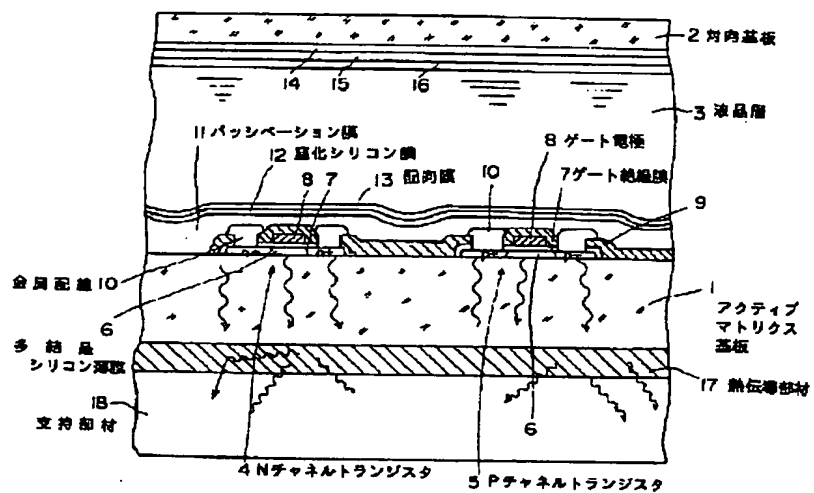 2 対向基板
14 15 16
3 液晶層
11 パッシベーション膜
8 ゲート電極
12 窒化シリコン膜
8 7 13 配向膜 10 7 ゲート絶縁膜
9
金属配線 10
1
6 アクティブ
マトリクス
基板
多結晶
シリコン薄膜
17 熱伝導部材
18
支持部材
6
4 Nチャネルトランジスタ
5 Pチャネルトランジスタ